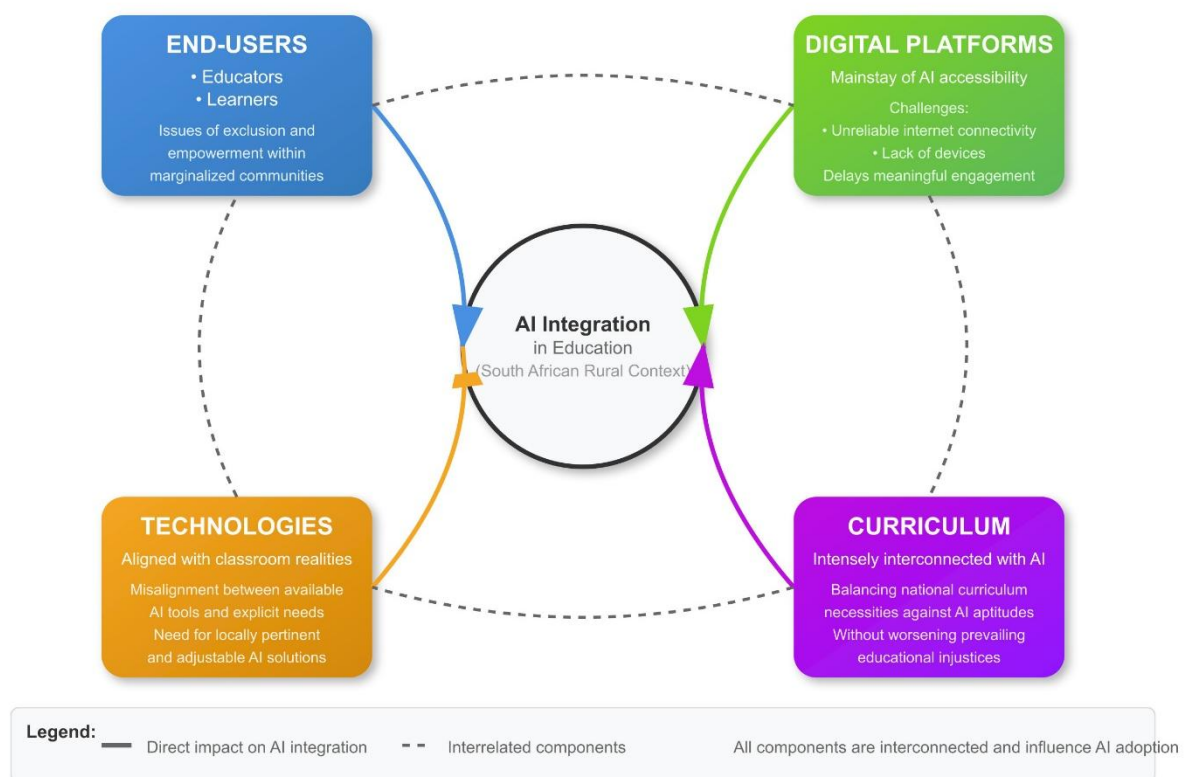 END-USERS
• Educators
• Learners
Issues of exclusion and
empowerment within
marginalized communities
DIGITAL PLATFORMS
Mainstay of AI accessibility
Challenges:
• Unreliable internet connectivity
• Lack of devices
Delays meaningful engagement
AI Integration
in Education
(South African Rural Context)
TECHNOLOGIES
Aligned with classroom realities
Misalignment between available
AI tools and explicit needs
Need for locally pertinent
and adjustable AI solutions
CURRICULUM
Intensely interconnected with AI
Balancing national curriculum
necessities against AI aptitudes
Without worsening prevailing
educational injustices
Legend:
Direct impact on AI integration
Interrelated components
All components are interconnected and influence AI adoption